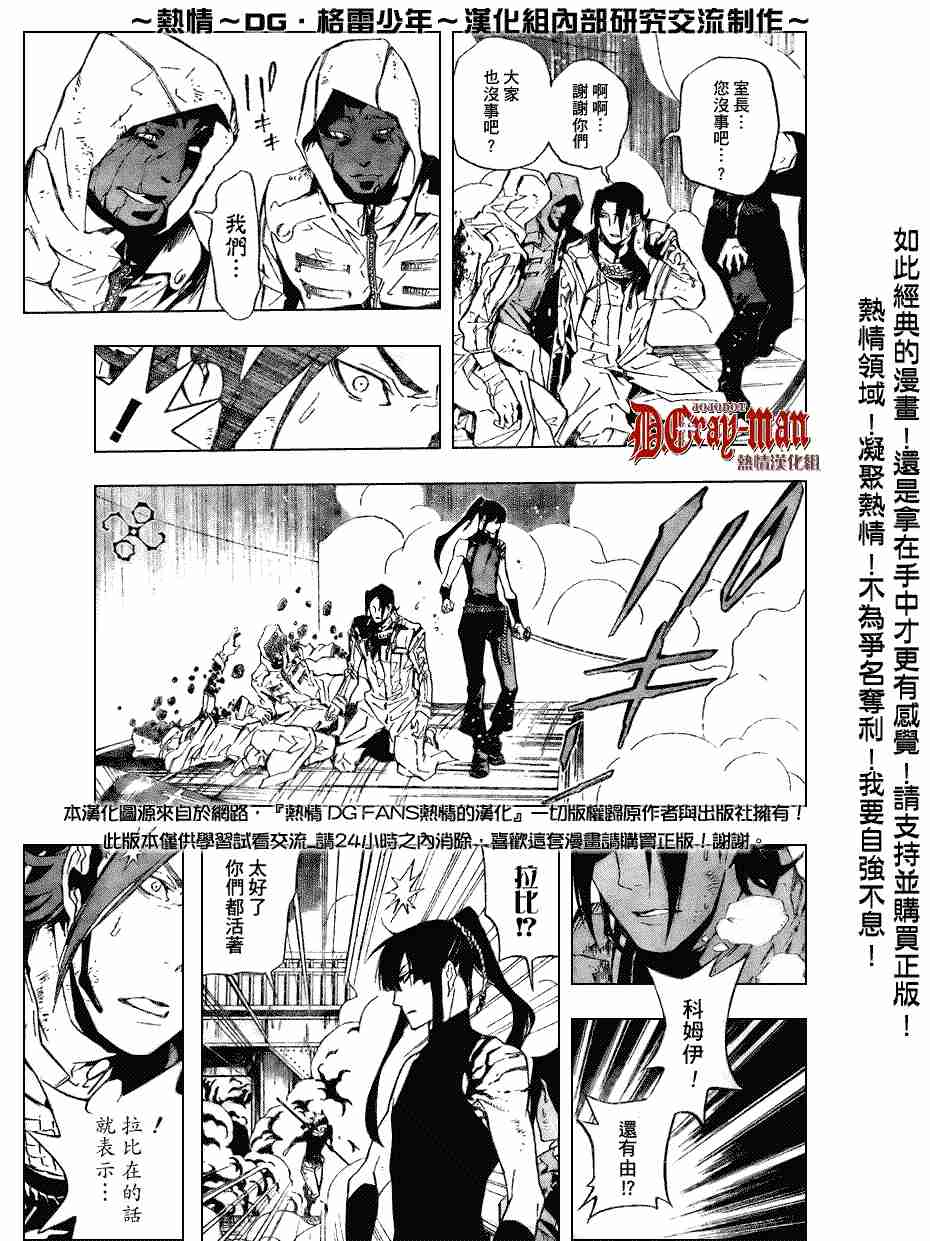 ~熱情~DG·格雷少年~漢化組內部研究交流制作~
室長…
您沒事吧…?
啊啊…
謝謝你們
大家
也沒事吧?
我們…
!
JOJOHOT
D.Gray-man
熱情漢化組
本漢化圖源來自於網路,『熱情 DG FANS熱情的漢化』一切版權歸原作者與出版社擁有!
此版本僅供學習試看交流 請24小時之內消除,喜歡這套漫畫請購買正版!謝謝。
科姆伊!
還有由!?
拉比!?
太好了
你們都活著
!
拉比在的話
就表示…
如此經典的漫畫!還是拿在手中才更有感覺!請支持並購買正版!
熱情領域!凝聚熱情!不為爭名奪利!我要自強不息!